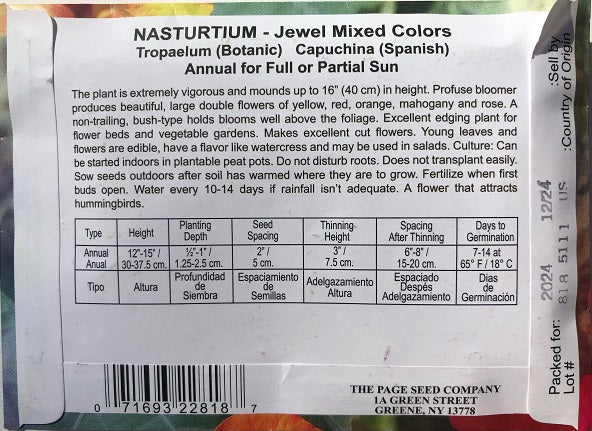 NASTURTIUM - Jewel Mixed Colors
Tropaelum (Botanic) Capuchina (Spanish)
Annual for Full or Partial Sun
The plant is extremely vigorous and mounds up to 16" (40 cm) in height. Profuse bloomer
produces beautiful, large double flowers of yellow, red, orange, mahogany and rose. A
non-trailing, bush-type holds blooms well above the foliage. Excellent edging plant for
flower beds and vegetable gardens. Makes excellent cut flowers. Young leaves and
flowers are edible, have a flavor like watercress and may be used in salads. Culture: Can
be started indoors in plantable peat pots. Do not disturb roots. Does not transplant easily.
Sow seeds outdoors after soil has warmed where they are to grow. Fertilize when first
buds open. Water every 10-14 days if rainfall isn't adequate. A flower that attracts
hummingbirds.
Type Height Planting Depth Seed Spacing Thinning Height Spacing After Thinning Days to Germination
Annual Anual 12"-15" / 30-37.5 cm. ½"-1" / 1.25-2.5 cm. 2" / 5 cm. 3" / 7.5 cm. 6"-8" / 15-20 cm. 7-14 at 65° F / 18° C
Tipo Altura Profundidad de Siembra Espaciamiento de Semillas Adelgazamiento Altura Espaciado Despés Adelgazamiento Dias de Germinación
0 71693 22818 7
THE PAGE SEED COMPANY
1A GREEN STREET
GREENE, NY 13778
Packed for: 2024 12/24 :Sell by
Lot # 81R 5111 US :Country of Origin